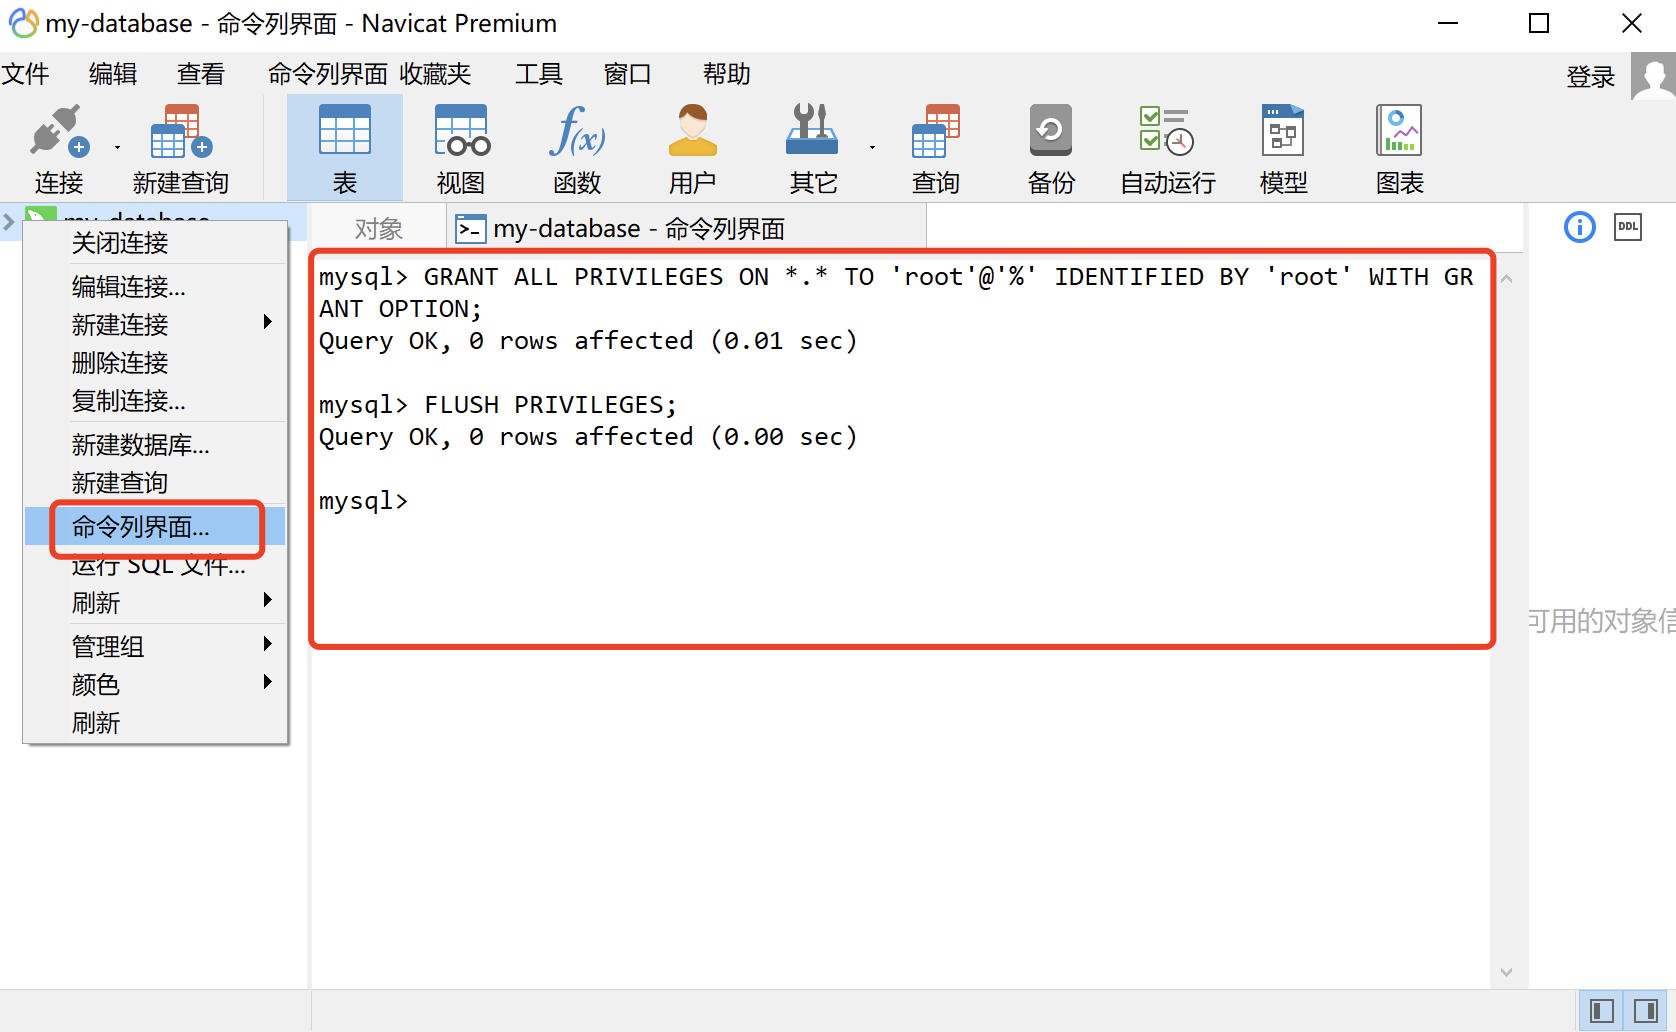 my-database - 命令列界面 - Navicat Premium
文件 编辑 查看 命令列界面 收藏夹 工具 窗口 帮助 登录
连接 新建查询 表 视图 函数 用户 其它 查询 备份 自动运行 模型 图表
my-database
对象 my-database - 命令列界面 DDL
关闭连接
编辑连接...
新建连接
删除连接
复制连接...
新建数据库...
新建查询
命令列界面...
运行 SQL 文件...
刷新
管理组
颜色
刷新
mysql> GRANT ALL PRIVILEGES ON *.* TO 'root'@'%' IDENTIFIED BY 'root' WITH GR
ANT OPTION;
Query OK, 0 rows affected (0.01 sec)
mysql> FLUSH PRIVILEGES;
Query OK, 0 rows affected (0.00 sec)
mysql>
可用的对象信